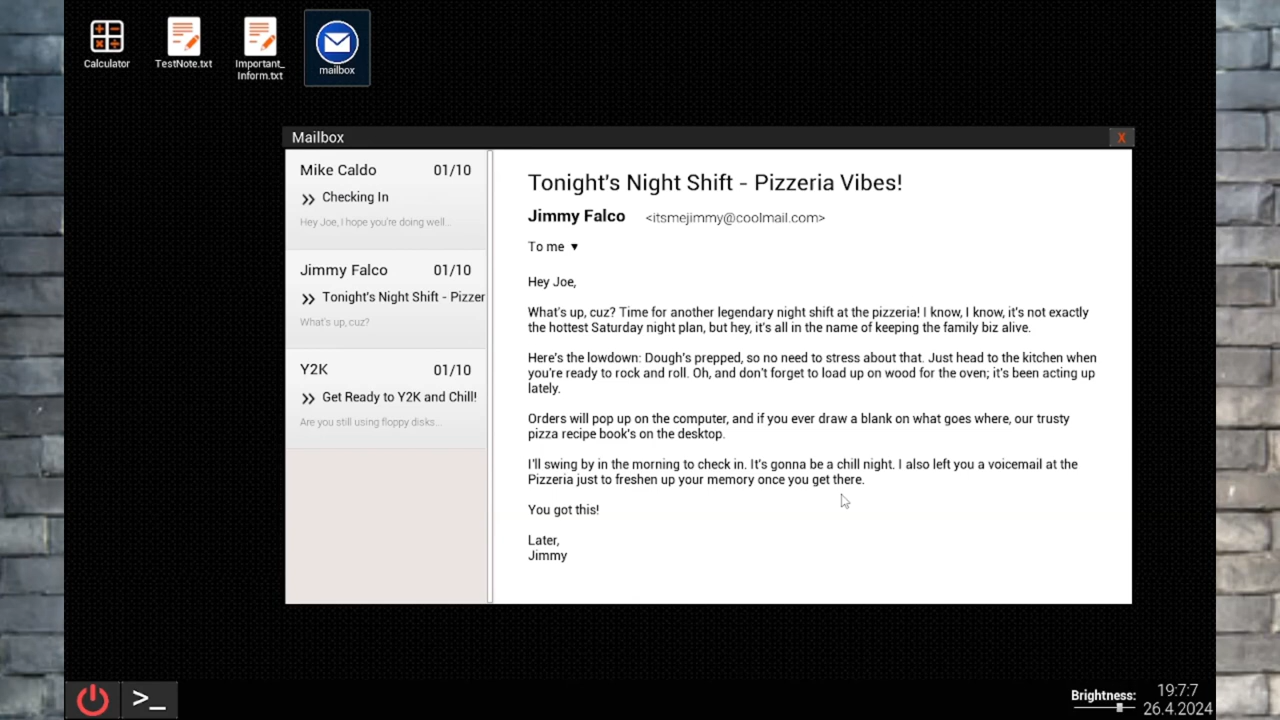 Calculator
TestNote.txt
Important_
Inform.txt
mailbox
Mailbox
X
Mike Caldo 01/10
Checking In
Hey Joe, I hope you're doing well...
Jimmy Falco 01/10
Tonight's Night Shift - Pizzer
What's up, cuz?
Y2K 01/10
Get Ready to Y2K and Chill!
Are you still using floppy disks...
Tonight's Night Shift - Pizzeria Vibes!
Jimmy Falco <itsmejimmy@coolmail.com>
To me ▼
Hey Joe,
What's up, cuz? Time for another legendary night shift at the pizzeria! I know, I know, it's not exactly
the hottest Saturday night plan, but hey, it's all in the name of keeping the family biz alive.
Here's the lowdown: Dough's prepped, so no need to stress about that. Just head to the kitchen when
you're ready to rock and roll. Oh, and don't forget to load up on wood for the oven; it's been acting up
lately.
Orders will pop up on the computer, and if you ever draw a blank on what goes where, our trusty
pizza recipe book's on the desktop.
I'll swing by in the morning to check in. It's gonna be a chill night. I also left you a voicemail at the
Pizzeria just to freshen up your memory once you get there.
You got this!
Later,
Jimmy
>_
Brightness:
19:7:7
26.4.2024